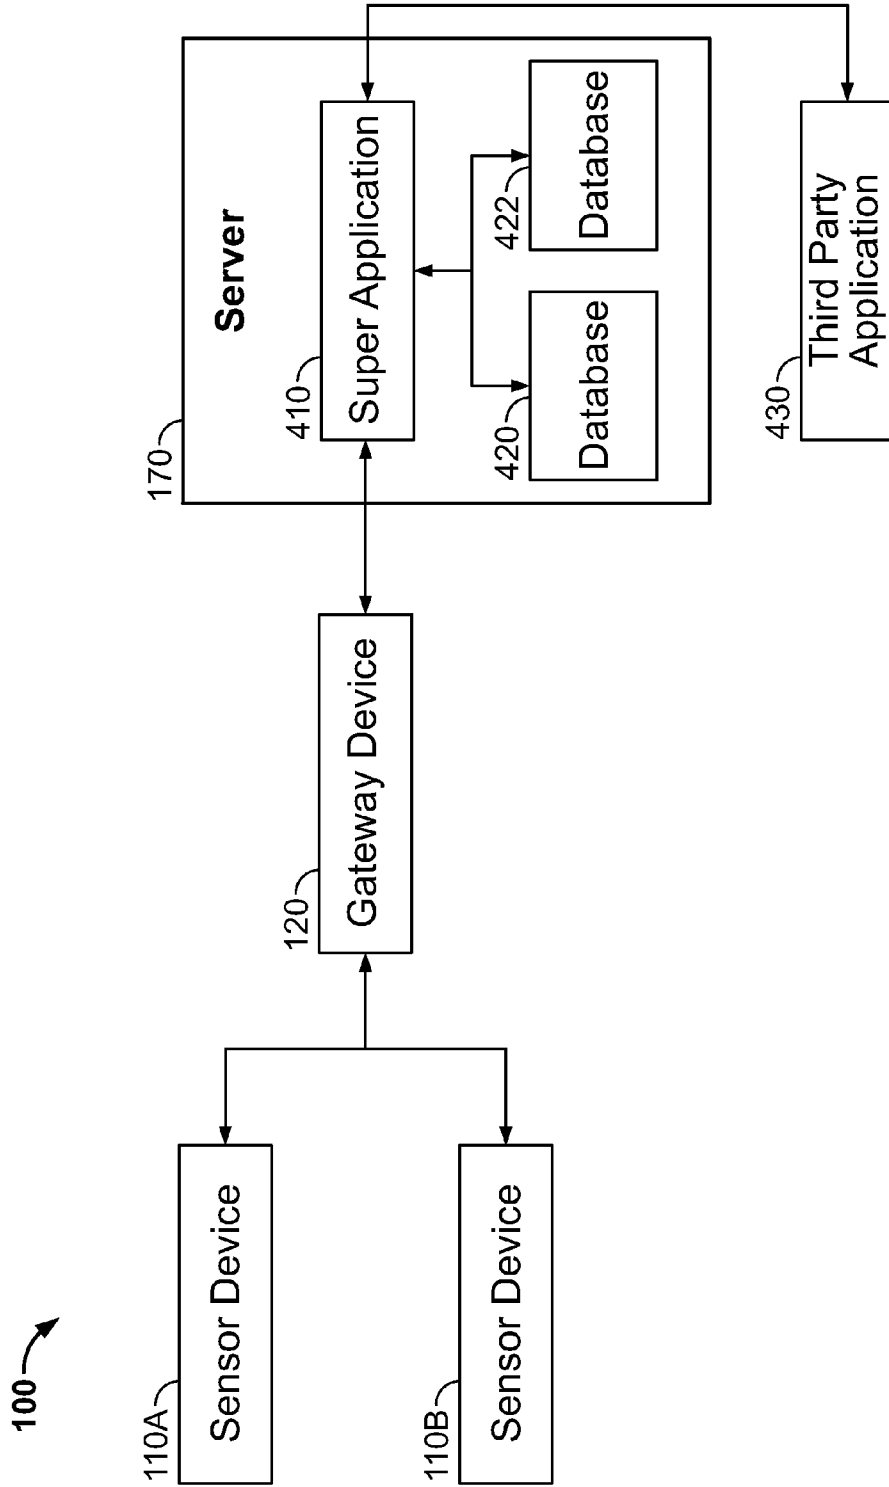 100
110A
Sensor Device
110B
Sensor Device
120
Gateway Device
170
Server
410
Super Application
420
Database
422
Database
430
Third Party
Application